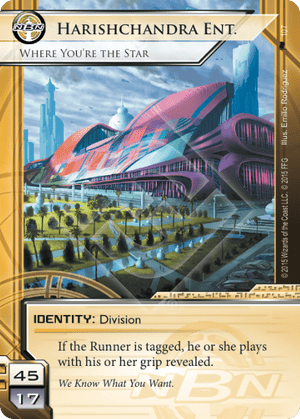 NBN
HARISHCHANDRA ENT.
WHERE YOU'RE THE STAR
107
Illus. Emilio Rodríguez
© 2015 Wizards of the Coast LLC. © 2015 FFG
IDENTITY: Division
If the Runner is tagged, he or she plays
with his or her grip revealed.
We Know What You Want.
45
17
NBN